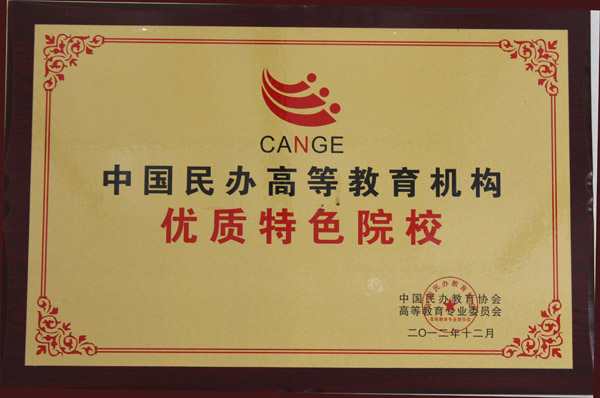 CANGE
中国民办高等教育机构
优质特色院校
中国民办教育协会
高等教育专业委员会
二〇一二年十二月